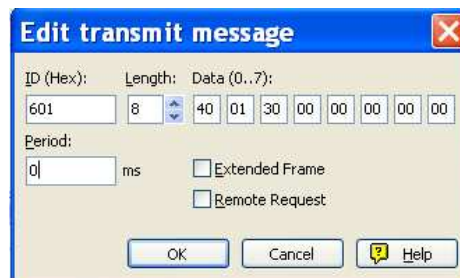 Edit transmit message
ID (Hex): Length: Data (0..7):
601 8 40 01 30 00 00 00 00 00
Period:
0 ms Extended Frame
Remote Request
OK Cancel Help